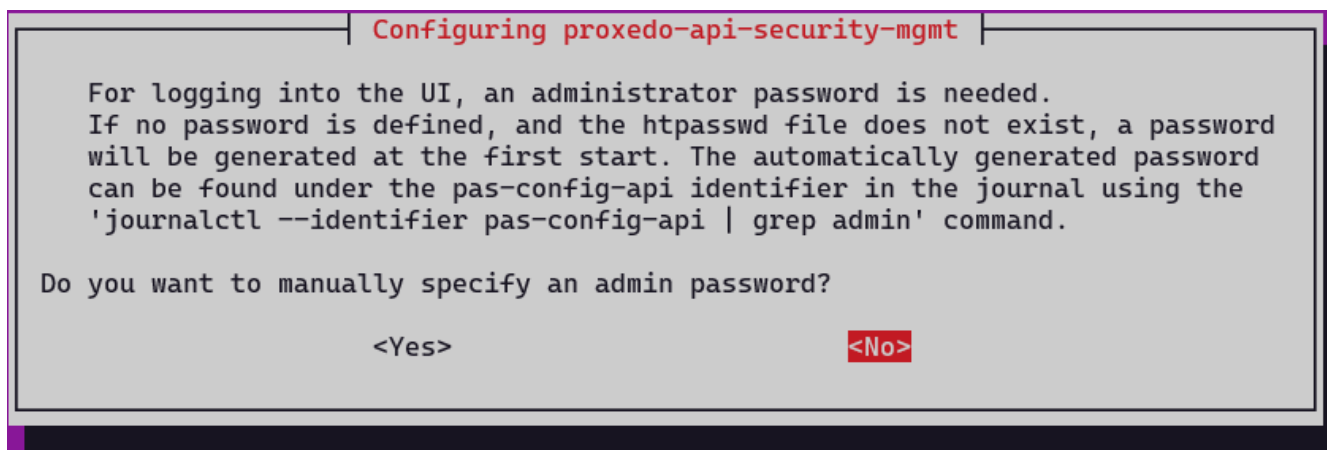 Configuring proxedo-api-security-mgmt
For logging into the UI, an administrator password is needed.
If no password is defined, and the htpasswd file does not exist, a password
will be generated at the first start. The automatically generated password
can be found under the pas-config-api identifier in the journal using the
'journalctl --identifier pas-config-api | grep admin' command.
Do you want to manually specify an admin password?
<Yes> <No>